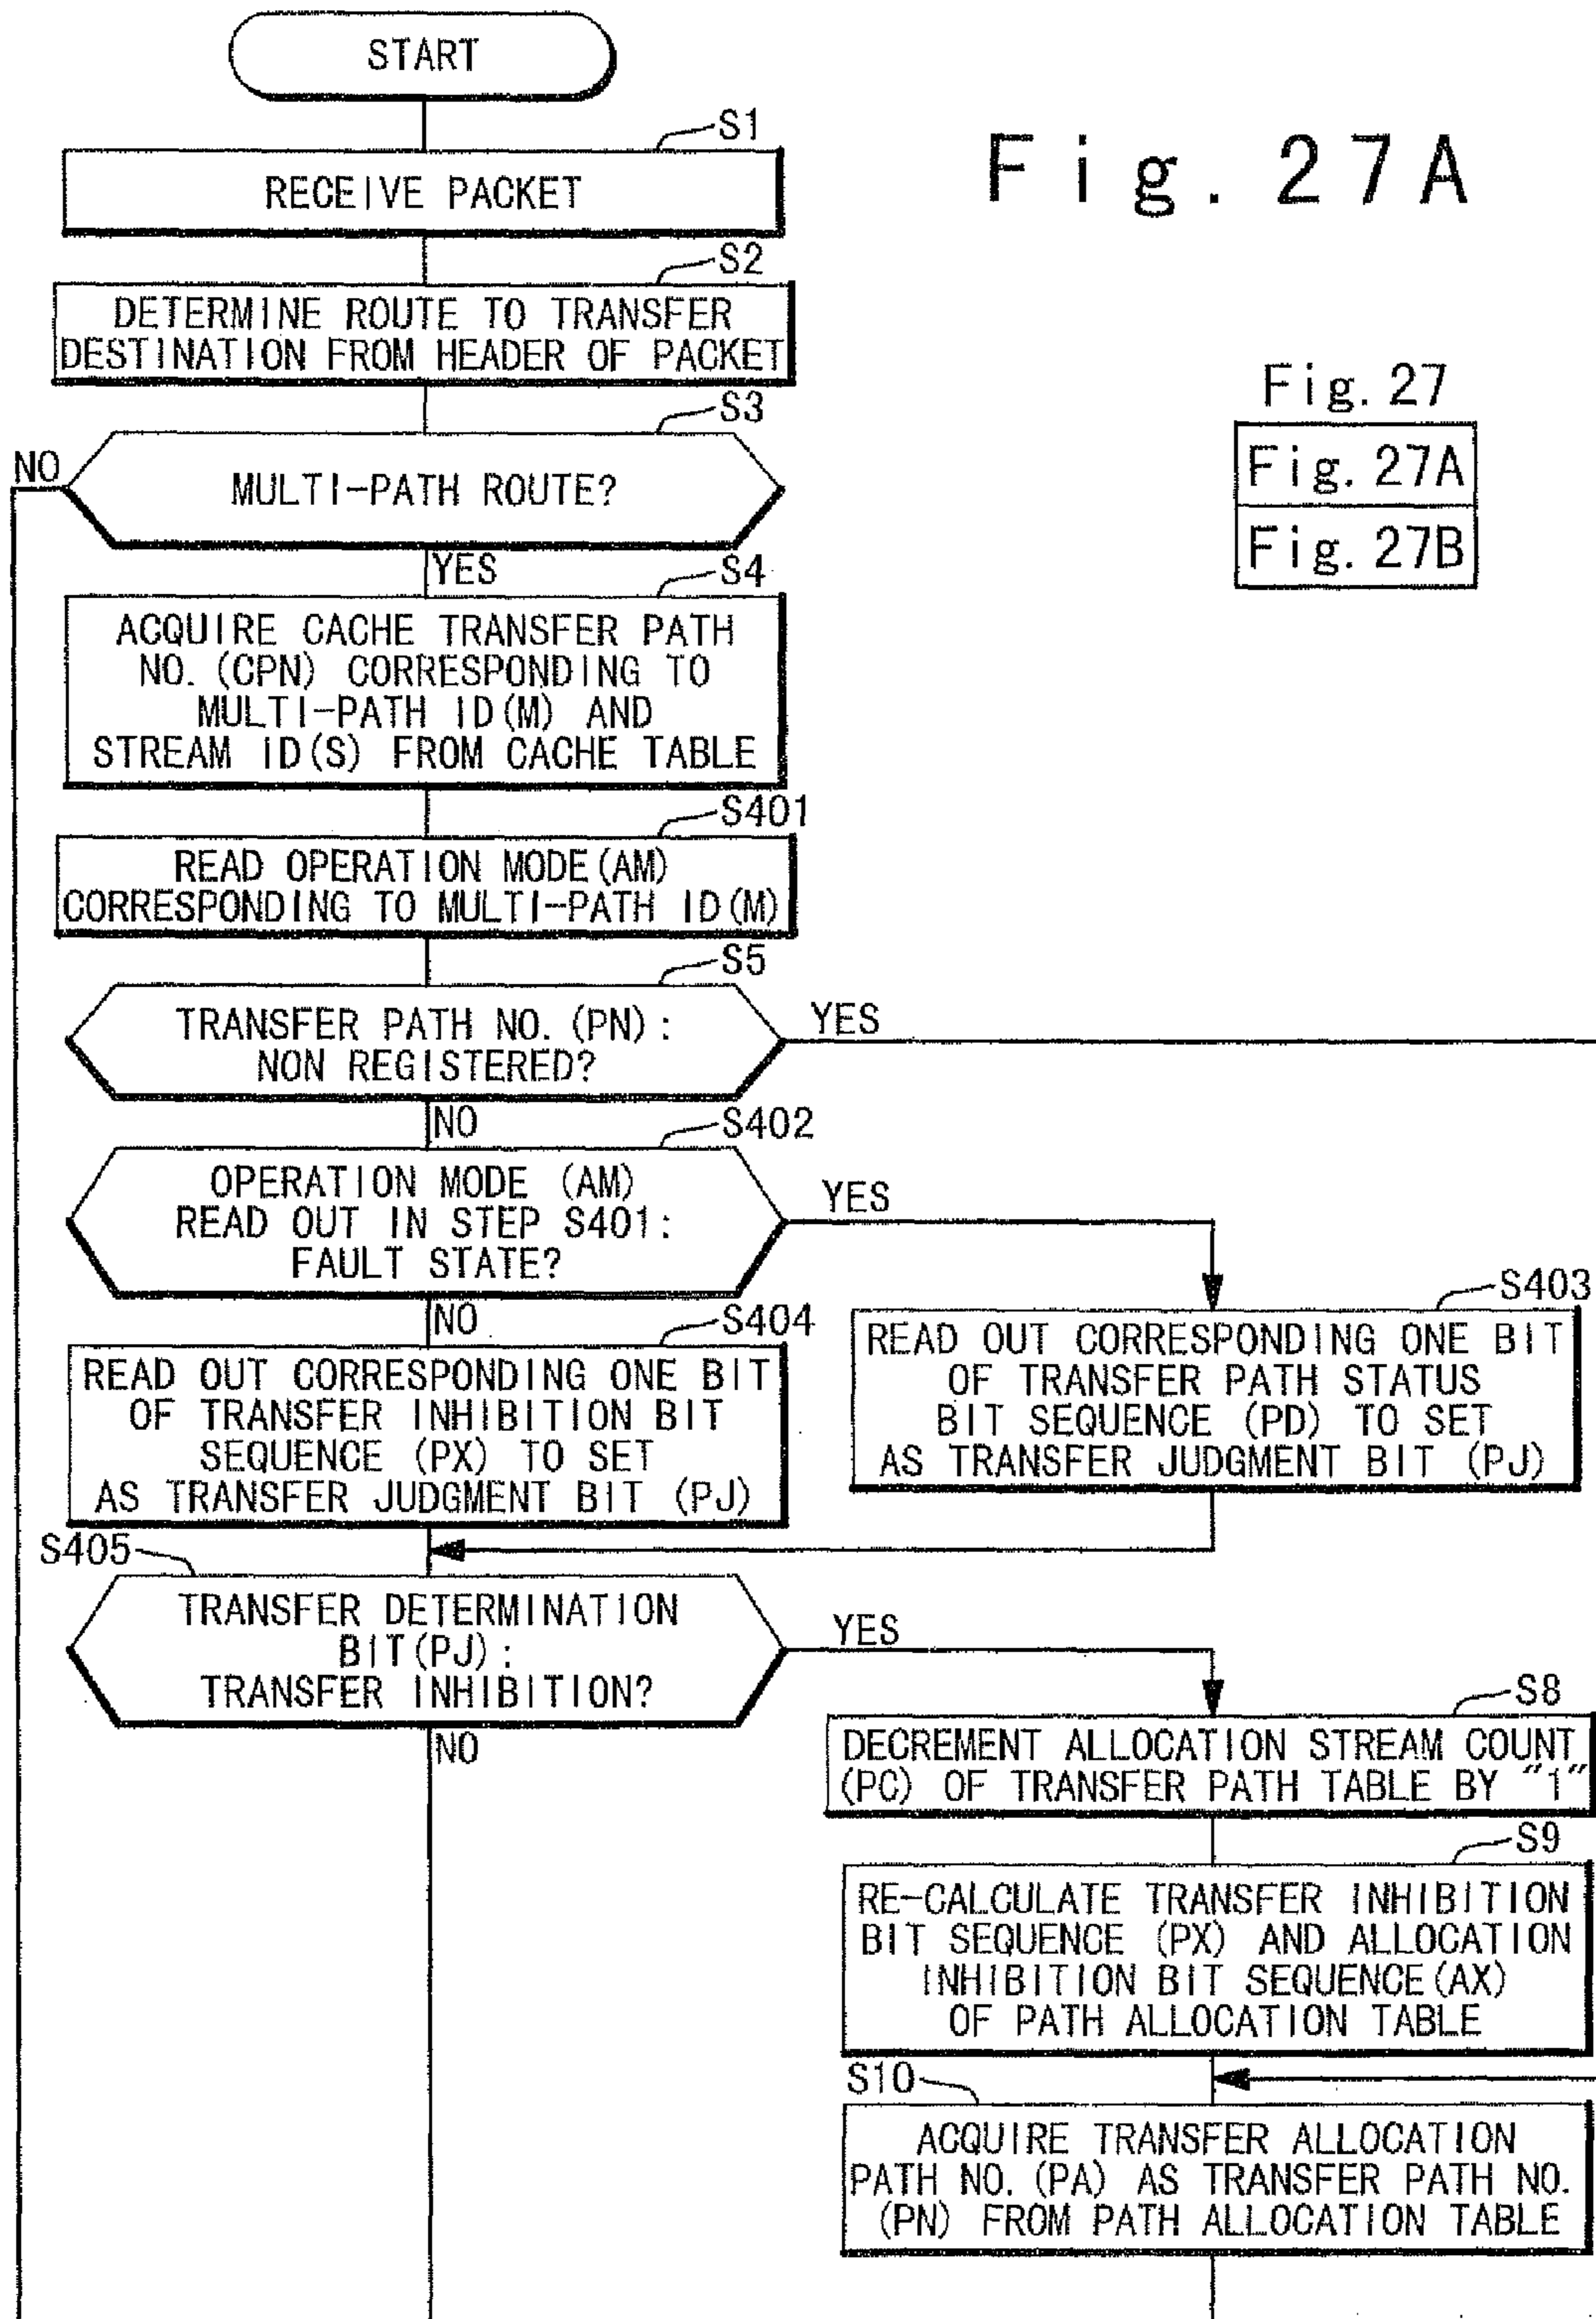 START
Fig. 27A
S1
RECEIVE PACKET
S2
DETERMINE ROUTE TO TRANSFER
DESTINATION FROM HEADER OF PACKET
Fig. 27
Fig. 27A
Fig. 27B
S3
NO
MULTI-PATH ROUTE?
YES
S4
ACQUIRE CACHE TRANSFER PATH
NO. (CPN) CORRESPONDING TO
MULTI-PATH ID(M) AND
STREAM ID(S) FROM CACHE TABLE
S401
READ OPERATION MODE(AM)
CORRESPONDING TO MULTI-PATH ID(M)
S5
TRANSFER PATH NO. (PN):
NON REGISTERED?
YES
NO
S402
OPERATION MODE (AM)
READ OUT IN STEP S401:
FAULT STATE?
YES
NO
S404
READ OUT CORRESPONDING ONE BIT
OF TRANSFER INHIBITION BIT
SEQUENCE (PX) TO SET
AS TRANSFER JUDGMENT BIT (PJ)
S403
READ OUT CORRESPONDING ONE BIT
OF TRANSFER PATH STATUS
BIT SEQUENCE (PD) TO SET
AS TRANSFER JUDGMENT BIT (PJ)
S405
TRANSFER DETERMINATION
BIT(PJ):
TRANSFER INHIBITION?
YES
NO
S8
DECREMENT ALLOCATION STREAM COUNT
(PC) OF TRANSFER PATH TABLE BY "1"
S9
RE-CALCULATE TRANSFER INHIBITION
BIT SEQUENCE (PX) AND ALLOCATION
INHIBITION BIT SEQUENCE(AX)
OF PATH ALLOCATION TABLE
S10
ACQUIRE TRANSFER ALLOCATION
PATH NO. (PA) AS TRANSFER PATH NO.
(PN) FROM PATH ALLOCATION TABLE